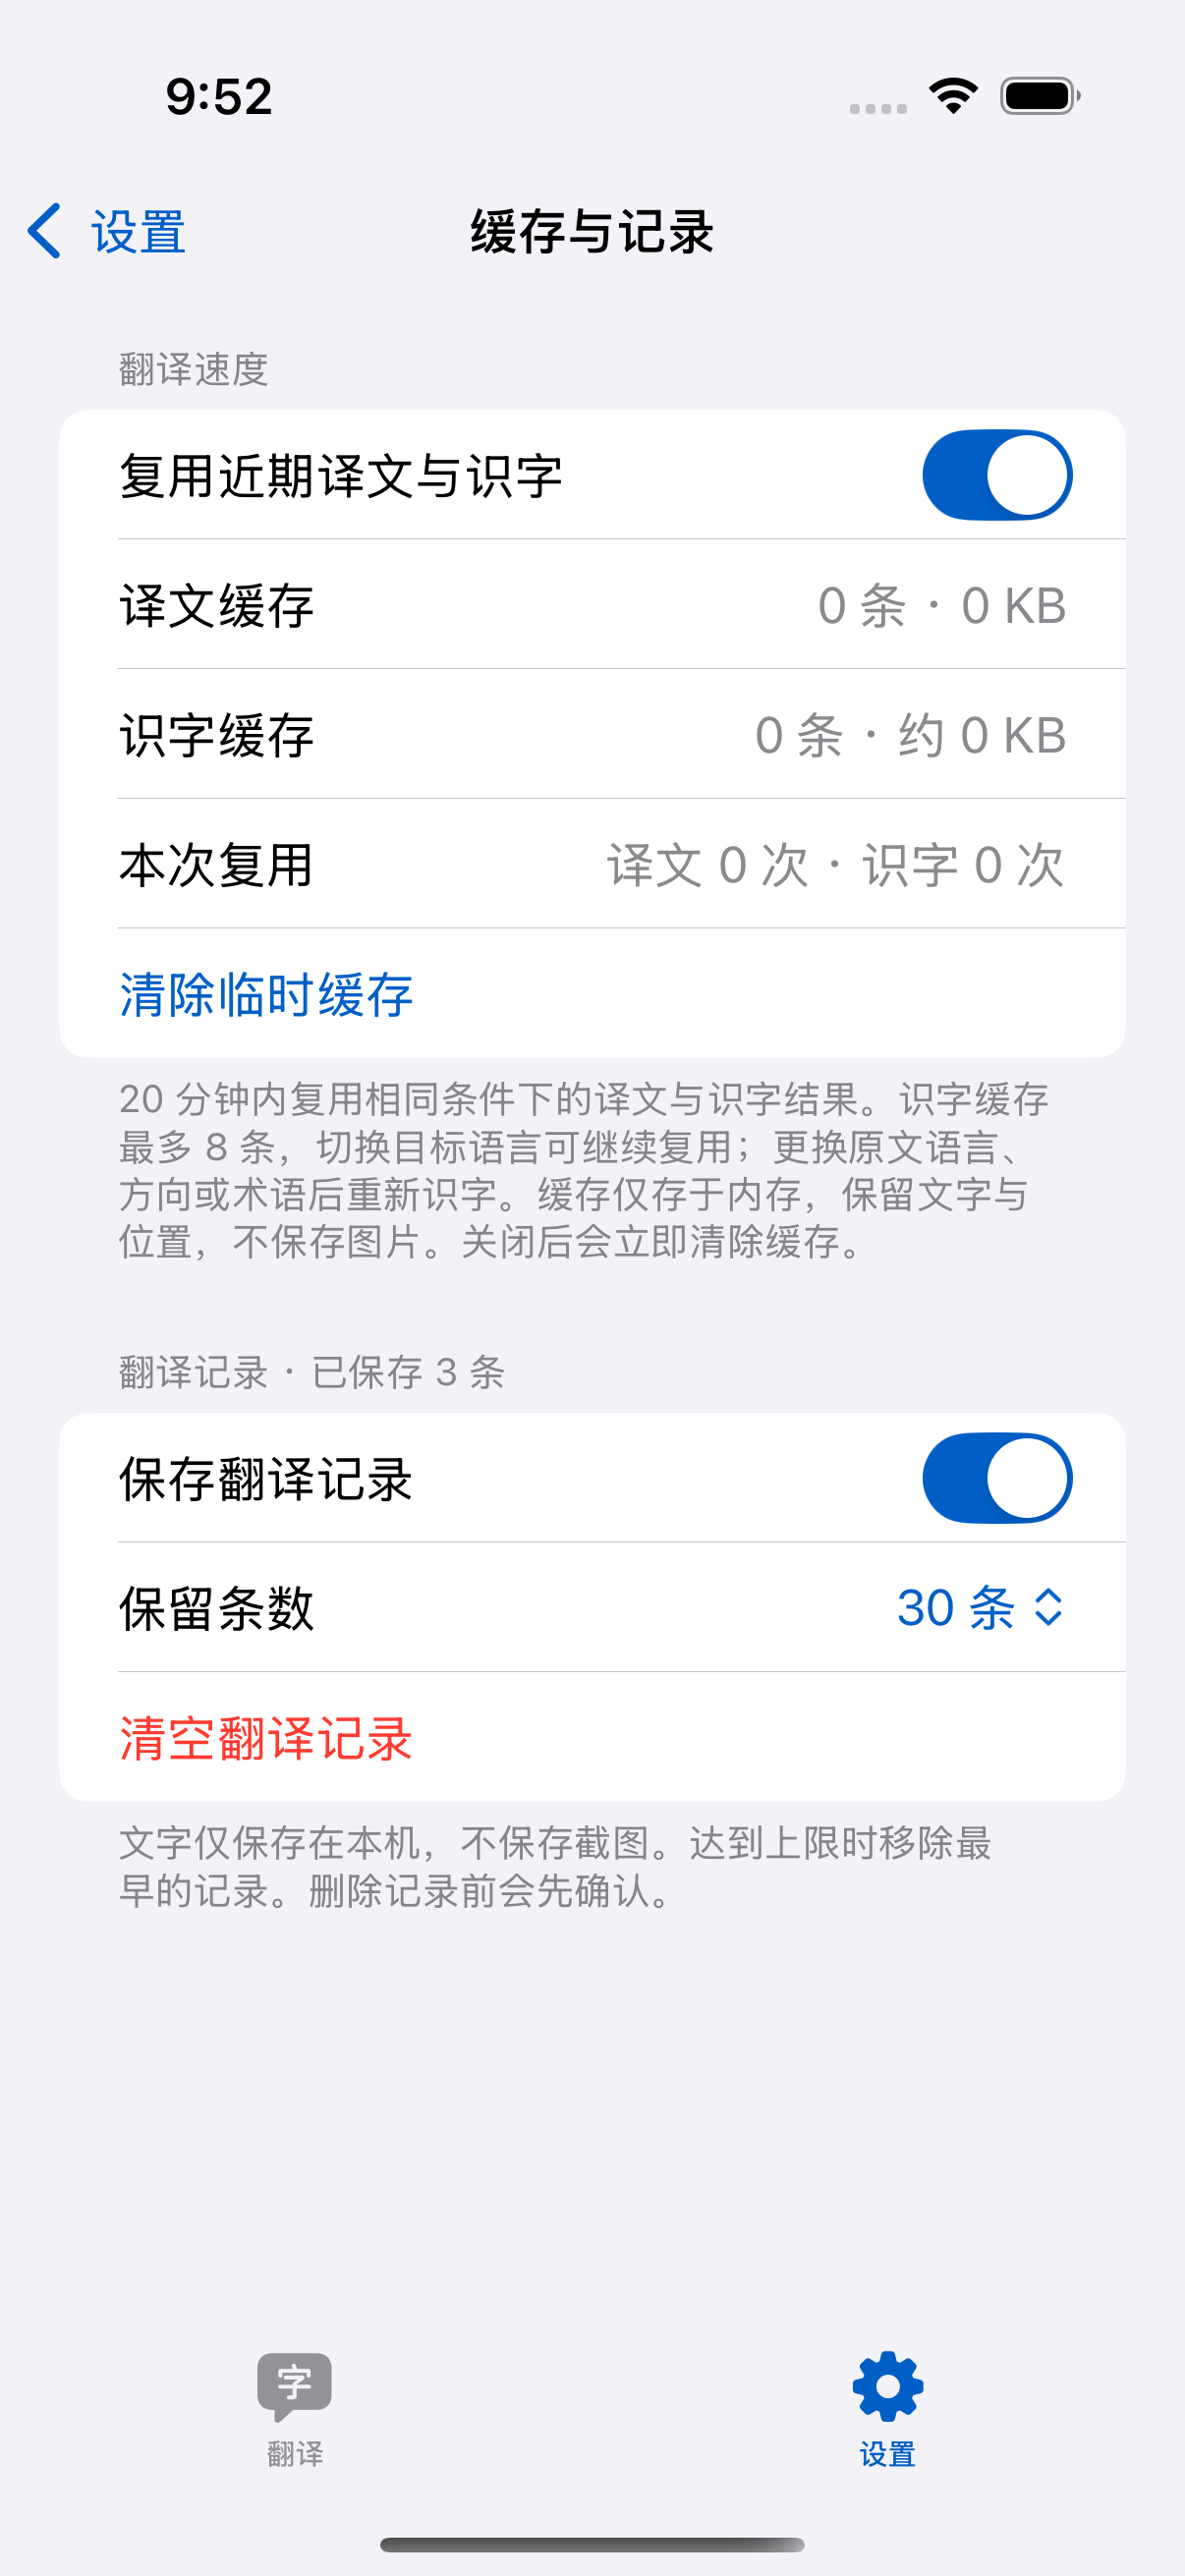 9:52
设置
缓存与记录
翻译速度
复用近期译文与识字
译文缓存
0 条 · 0 KB
识字缓存
0 条 · 约 0 KB
本次复用
译文 0 次 · 识字 0 次
清除临时缓存
20 分钟内复用相同条件下的译文与识字结果。识字缓存
最多 8 条，切换目标语言可继续复用；更换原文语言、
方向或术语后重新识字。缓存仅存于内存，保留文字与
位置，不保存图片。关闭后会立即清除缓存。
翻译记录 · 已保存 3 条
保存翻译记录
保留条数
30 条
清空翻译记录
文字仅保存在本机，不保存截图。达到上限时移除最
早的记录。删除记录前会先确认。
字
翻译
设置